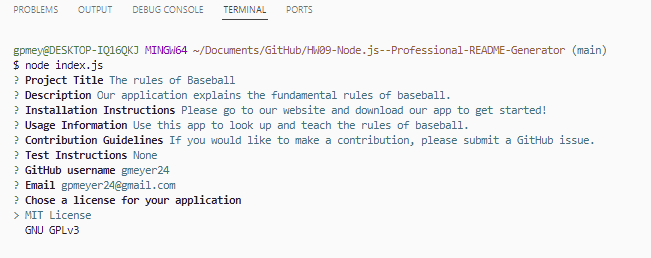 PROBLEMS OUTPUT DEBUG CONSOLE TERMINAL PORTS
gpmey@DESKTOP-IQ16QKJ MINGW64 ~/Documents/GitHub/HW09-Node.js--Professional-README-Generator (main)
$ node index.js
? Project Title The rules of Baseball
? Description Our application explains the fundamental rules of baseball.
? Installation Instructions Please go to our website and download our app to get started!
? Usage Information Use this app to look up and teach the rules of baseball.
? Contribution Guidelines If you would like to make a contribution, please submit a GitHub issue.
? Test Instructions None
? GitHub username gmeyer24
? Email gpmeyer24@gmail.com
? Chose a license for your application
> MIT License
GNU GPLv3